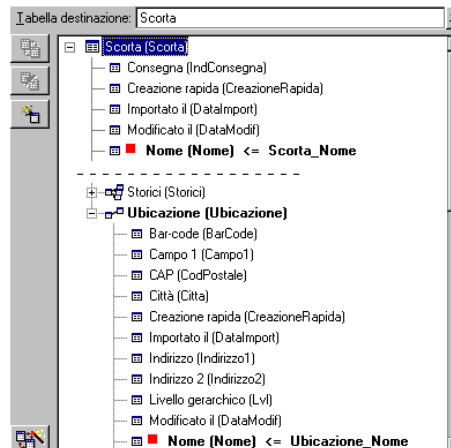 Tabella destinazione: Scorta
Scorta (Scorta)
Consegna (IndConsegna)
Creazione rapida (CreazioneRapida)
Importato il (DataImport)
Modificato il (DataModif)
Nome (Nome) <= Scorta_Nome
Storici (Storici)
Ubicazione (Ubicazione)
Bar-code (BarCode)
Campo 1 (Campo1)
CAP (CodPostale)
Città (Citta)
Creazione rapida (CreazioneRapida)
Importato il (DataImport)
Indirizzo (Indirizzo1)
Indirizzo 2 (Indirizzo2)
Livello gerarchico (Lvl)
Modificato il (DataModif)
Nome (Nome) <= Ubicazione_Nome